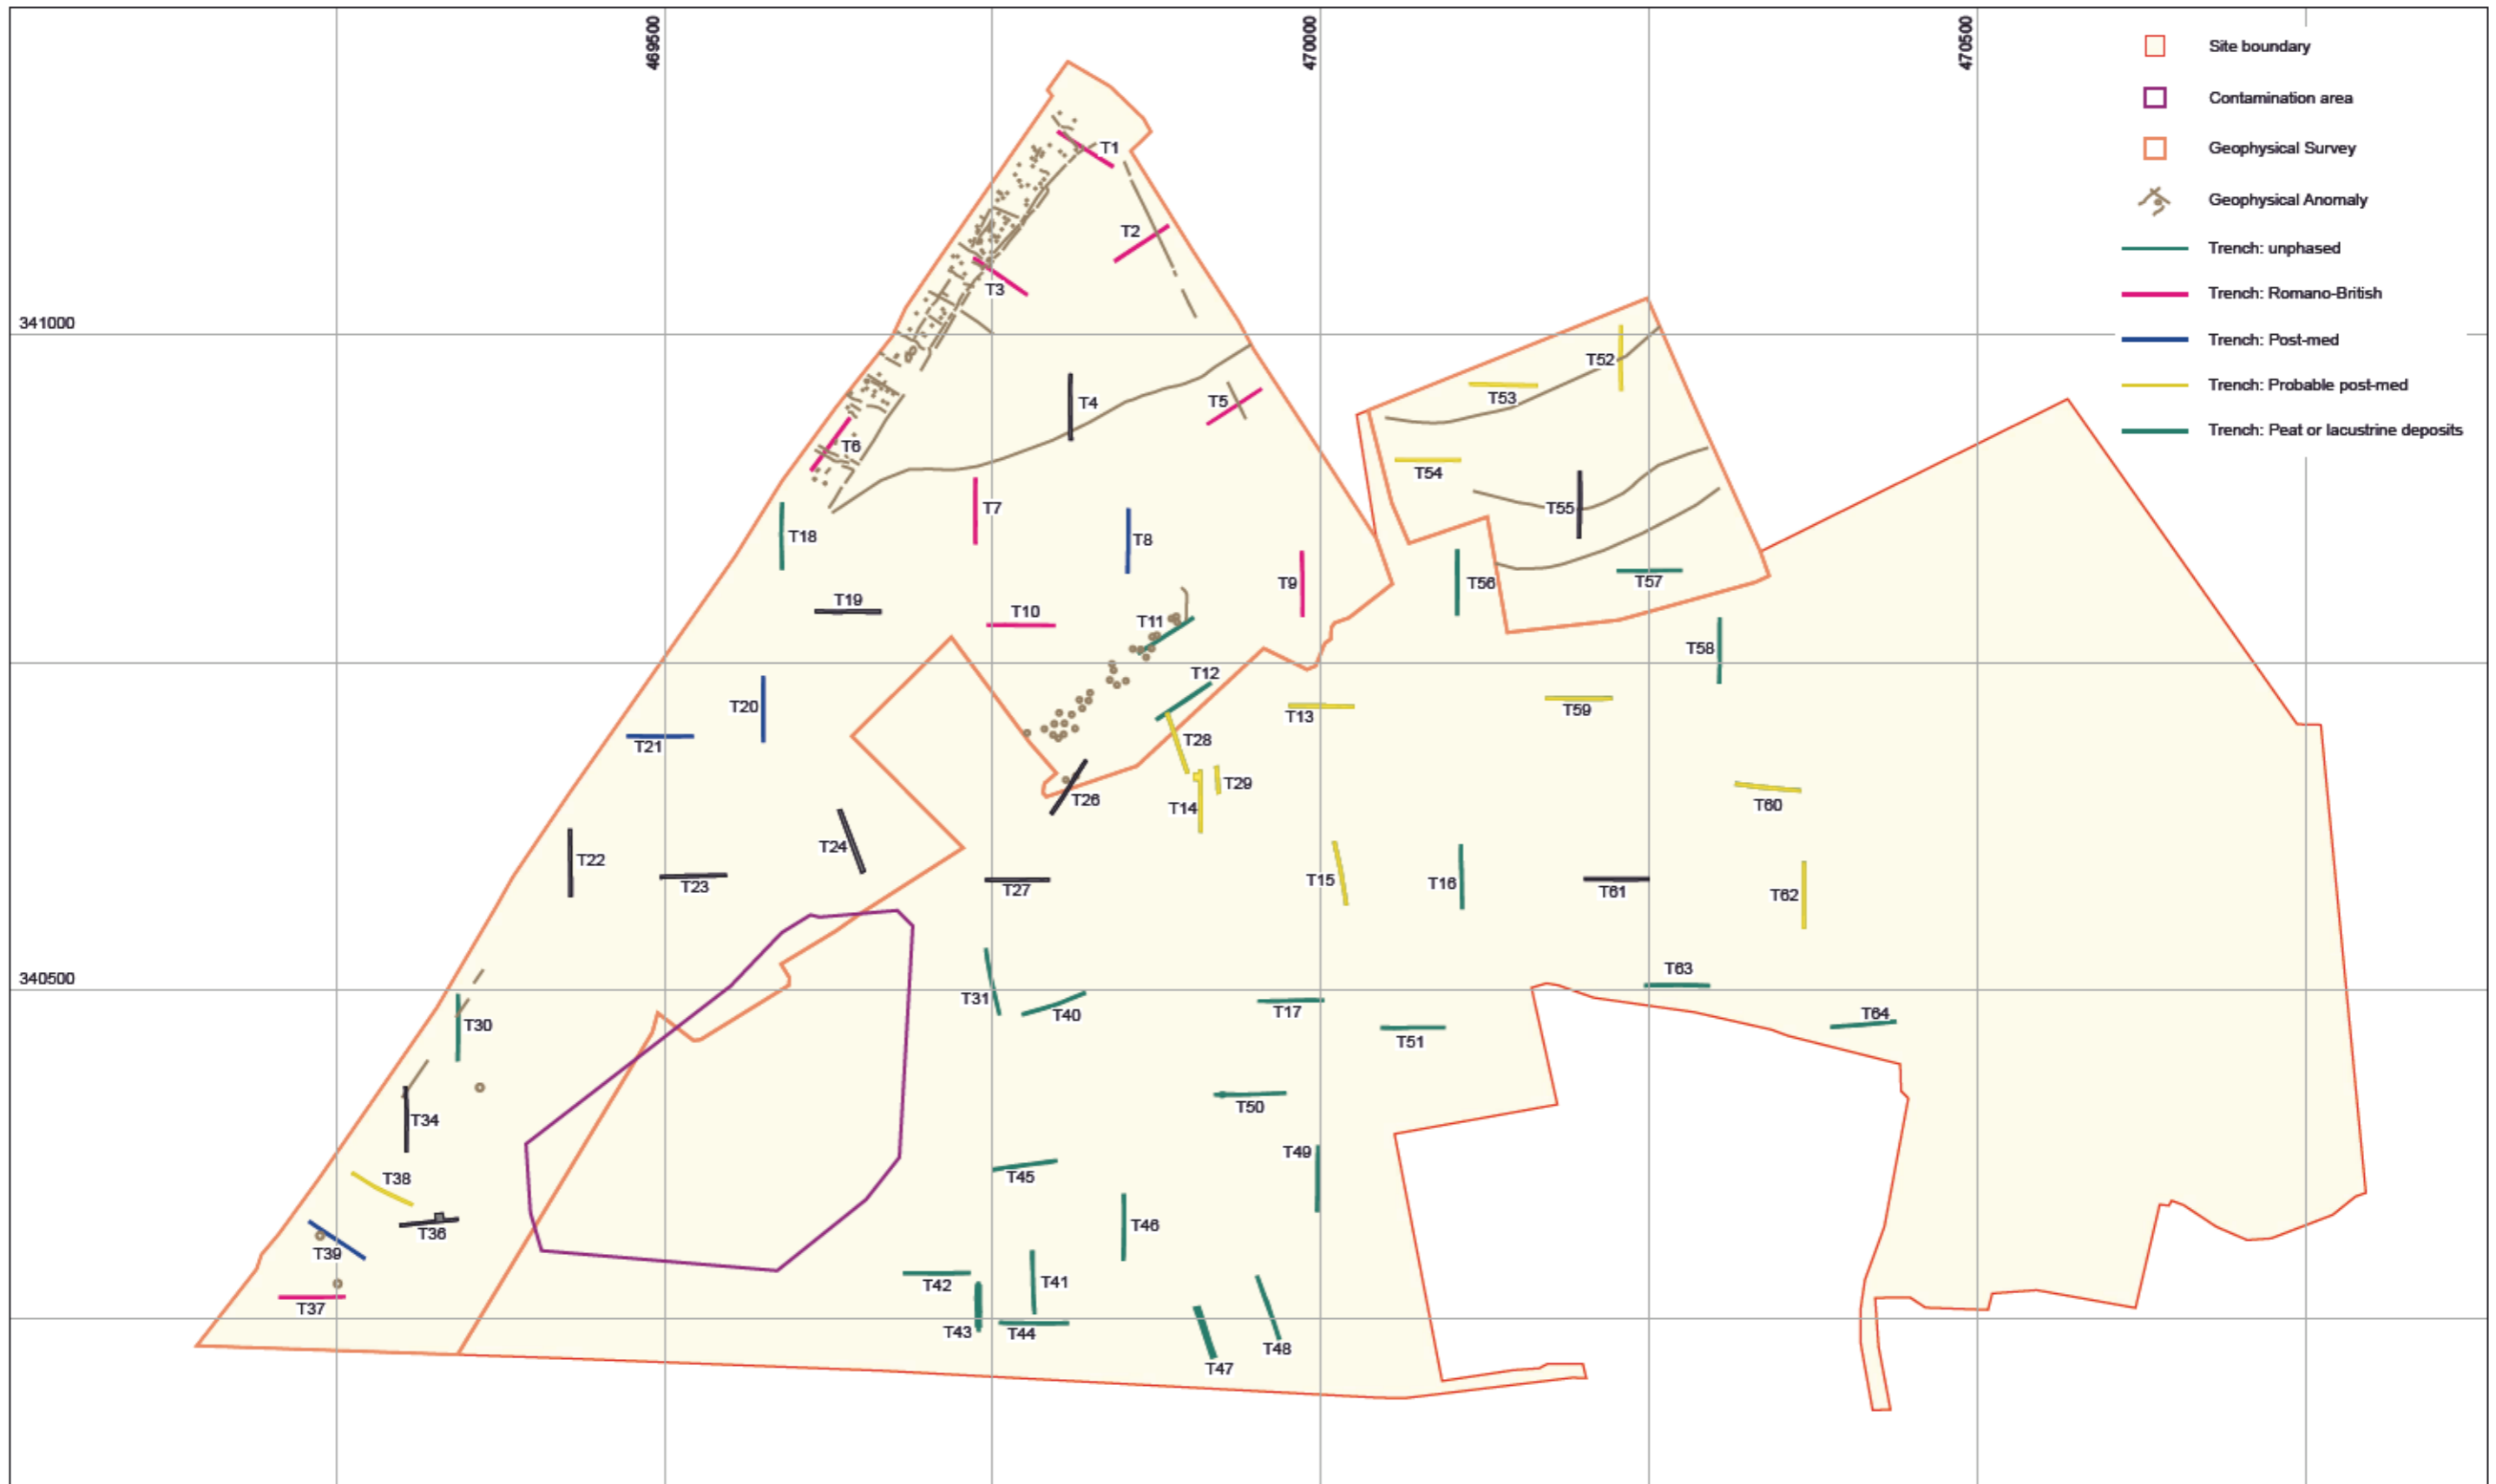 469500
470000
470500
Site boundary
Contamination area
Geophysical Survey
Geophysical Anomaly
Trench: unphased
Trench: Romano-British
Trench: Post-med
Trench: Probable post-med
Trench: Peat or lacustrine deposits
T1
T2
T3
341000
T52
T53
T4
T5
T6
T54
T7
T55
T18
T8
T9
T56
T57
T19
T10
T11
T58
T12
T20
T13
T59
T21
T28
T29
T26
T14
T60
T24
T22
T23
T27
T15
T16
T61
T62
340500
T63
T31
T40
T17
T64
T30
T51
T50
T34
T49
T45
T38
T46
T36
T39
T42
T41
T37
T43
T44
T48
T47